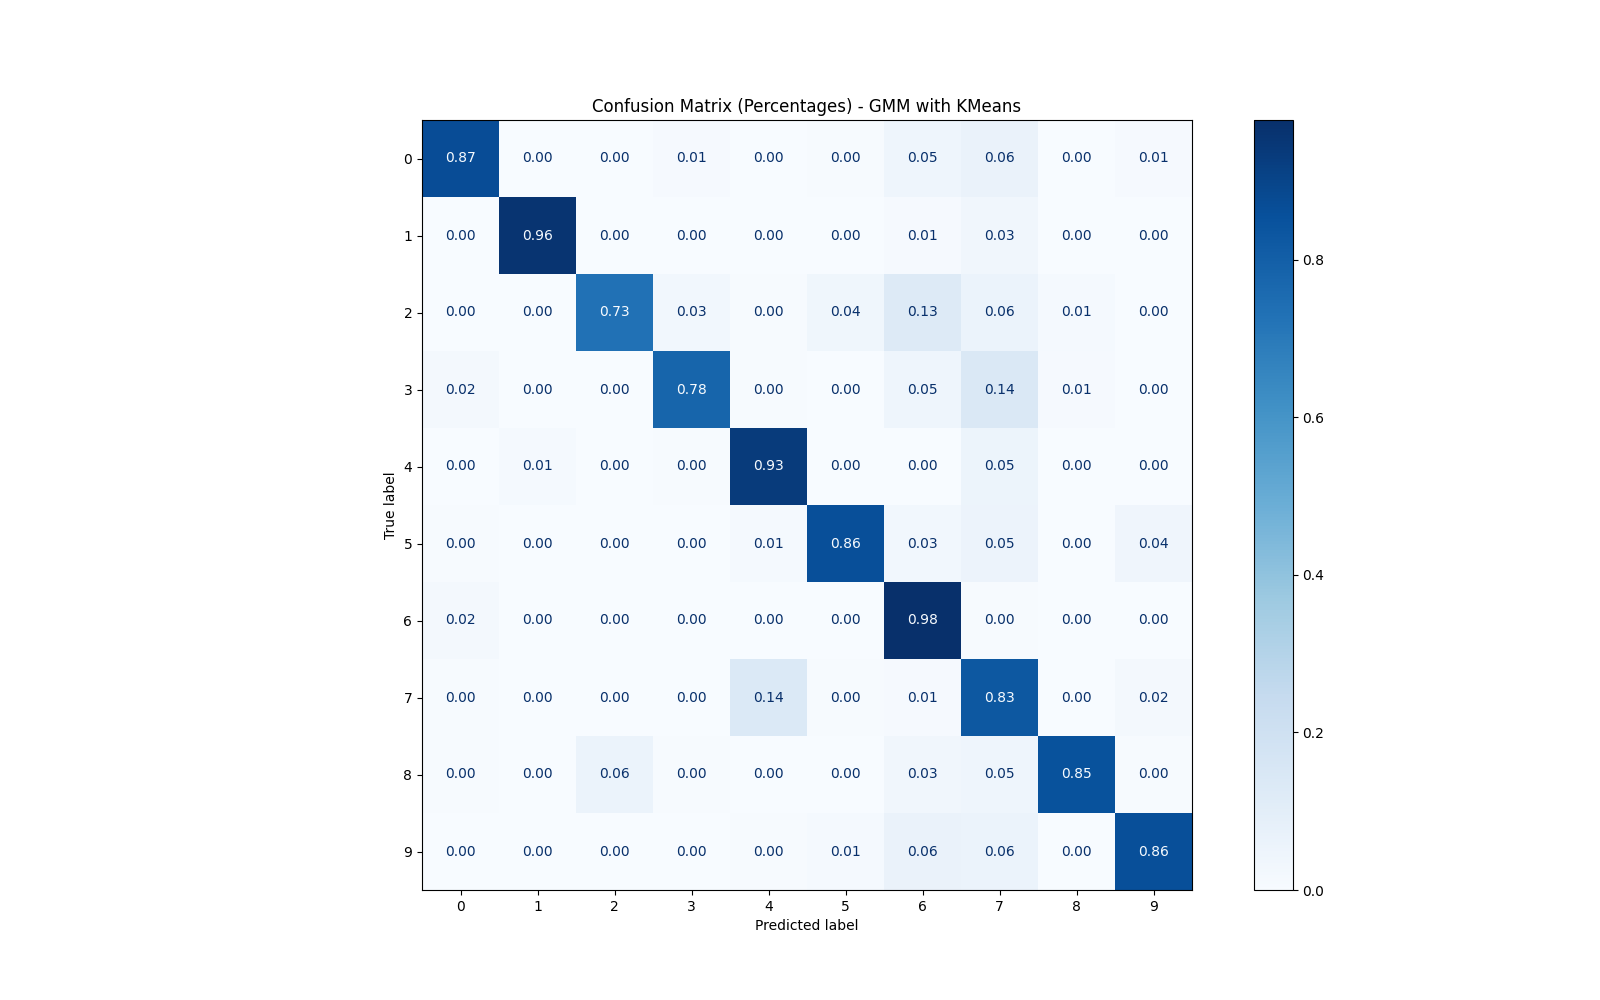 Confusion Matrix (Percentages) - GMM with KMeans
0 0.87 0.00 0.00 0.01 0.00 0.00 0.05 0.06 0.00 0.01
1 0.00 0.96 0.00 0.00 0.00 0.00 0.01 0.03 0.00 0.00
2 0.00 0.00 0.73 0.03 0.00 0.04 0.13 0.06 0.01 0.00
3 0.02 0.00 0.00 0.78 0.00 0.00 0.05 0.14 0.01 0.00
4 0.00 0.01 0.00 0.00 0.93 0.00 0.00 0.05 0.00 0.00
5 0.00 0.00 0.00 0.00 0.01 0.86 0.03 0.05 0.00 0.04
6 0.02 0.00 0.00 0.00 0.00 0.00 0.98 0.00 0.00 0.00
7 0.00 0.00 0.00 0.00 0.14 0.00 0.01 0.83 0.00 0.02
8 0.00 0.00 0.06 0.00 0.00 0.00 0.03 0.05 0.85 0.00
9 0.00 0.00 0.00 0.00 0.00 0.01 0.06 0.06 0.00 0.86
0 1 2 3 4 5 6 7 8 9
Predicted label
True label
0.8
0.6
0.4
0.2
0.0